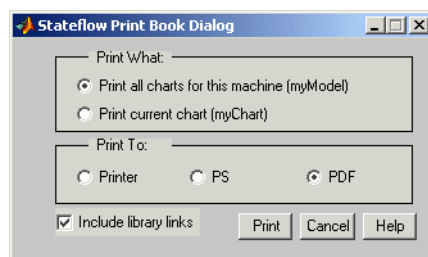 Stateflow Print Book Dialog
Print What:
Print all charts for this machine (myModel)
Print current chart (myChart)
Print To:
Printer PS PDF
Include library links Print Cancel Help